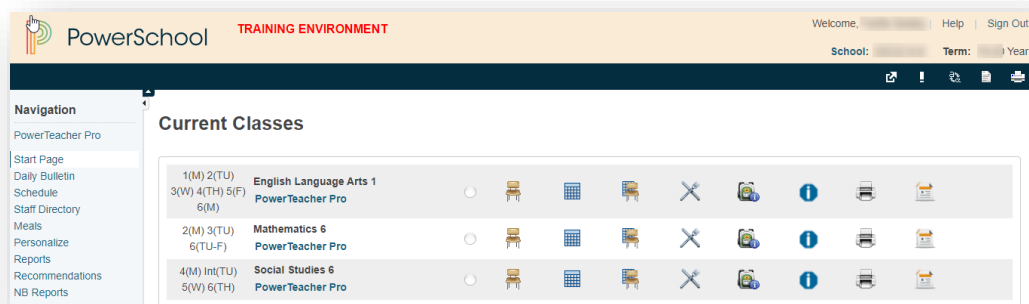 PowerSchool
TRAINING ENVIRONMENT
Welcome, | Help | Sign Out
School: Term: Year
Navigation
PowerTeacher Pro
Start Page
Daily Bulletin
Schedule
Staff Directory
Meals
Personalize
Reports
Recommendations
NB Reports
Current Classes
1(M) 2(TU)
3(W) 4(TH) 5(F)
6(M)
English Language Arts 1
PowerTeacher Pro
2(M) 3(TU)
6(TU-F)
Mathematics 6
PowerTeacher Pro
4(M) Int(TU)
5(W) 6(TH)
Social Studies 6
PowerTeacher Pro